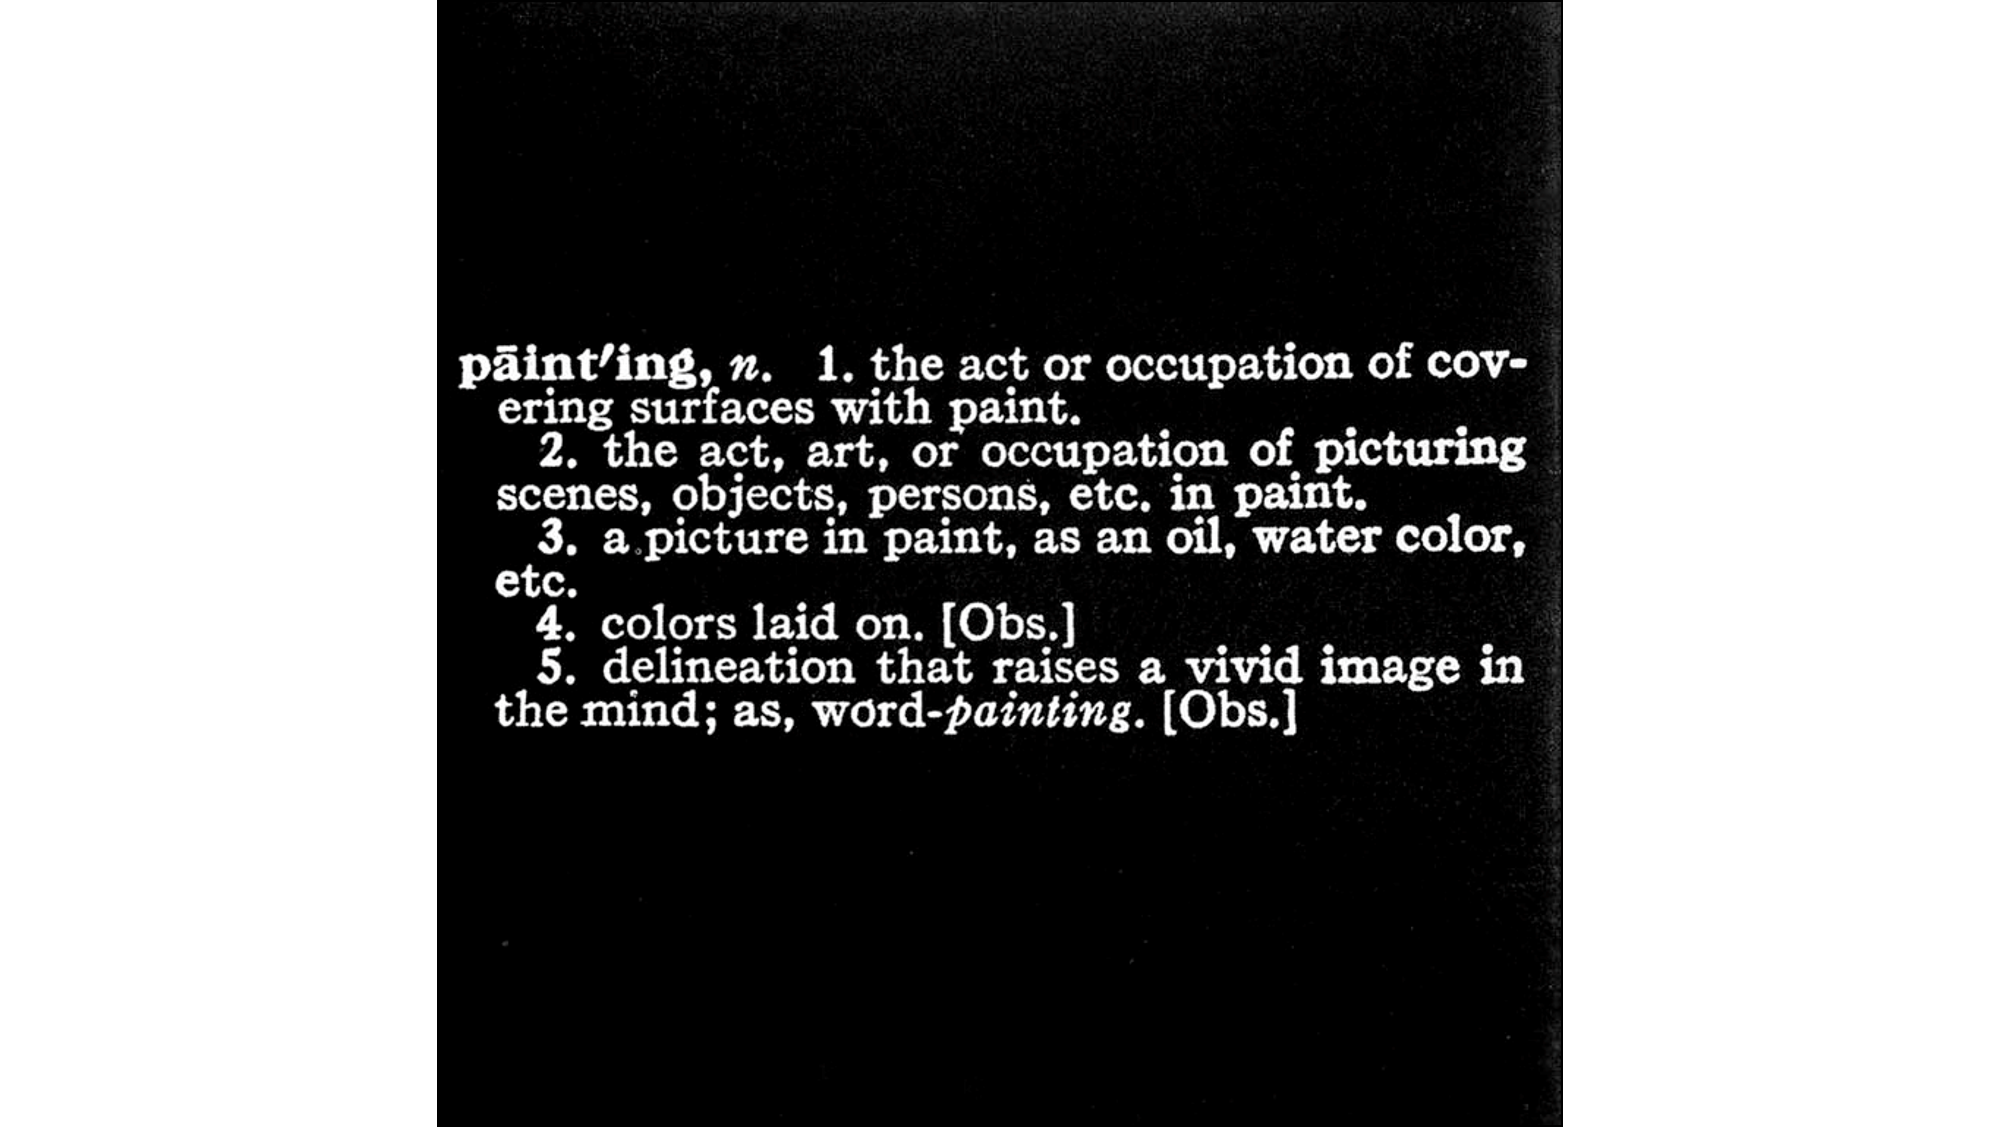 pāint′ing, n. 1. the act or occupation of cov-
ering surfaces with paint.
2. the act, art, or occupation of picturing
scenes, objects, persons, etc. in paint.
3. a picture in paint, as an oil, water color,
etc.
4. colors laid on. [Obs.]
5. delineation that raises a vivid image in
the mind; as, word-painting. [Obs.]